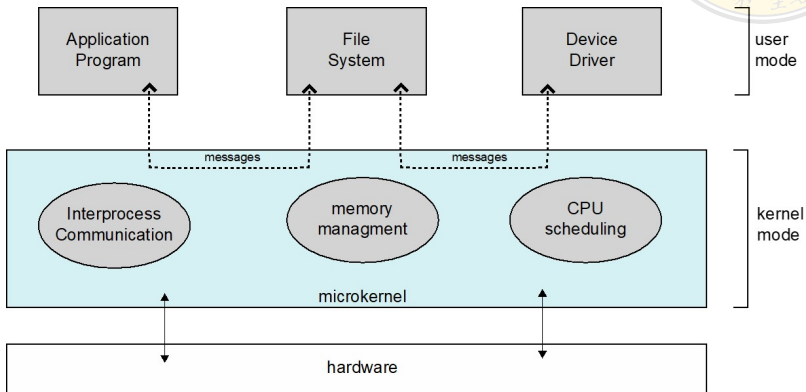 Application
Program
File
System
Device
Driver
user
mode
messages
messages
Interprocess
Communication
memory
managment
CPU
scheduling
kernel
mode
microkernel
hardware